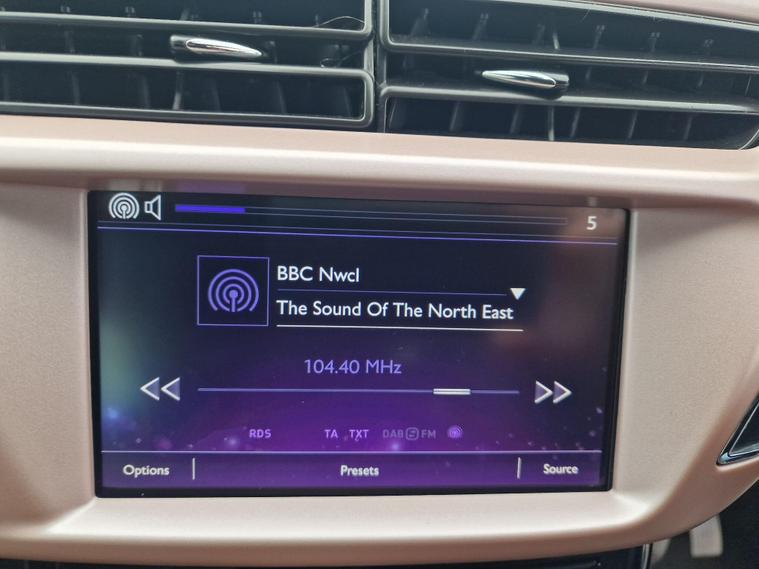 5
BBC Nwcl
The Sound Of The North East
104.40 MHz
RDS TA TXT DAB FM
Options Presets Source